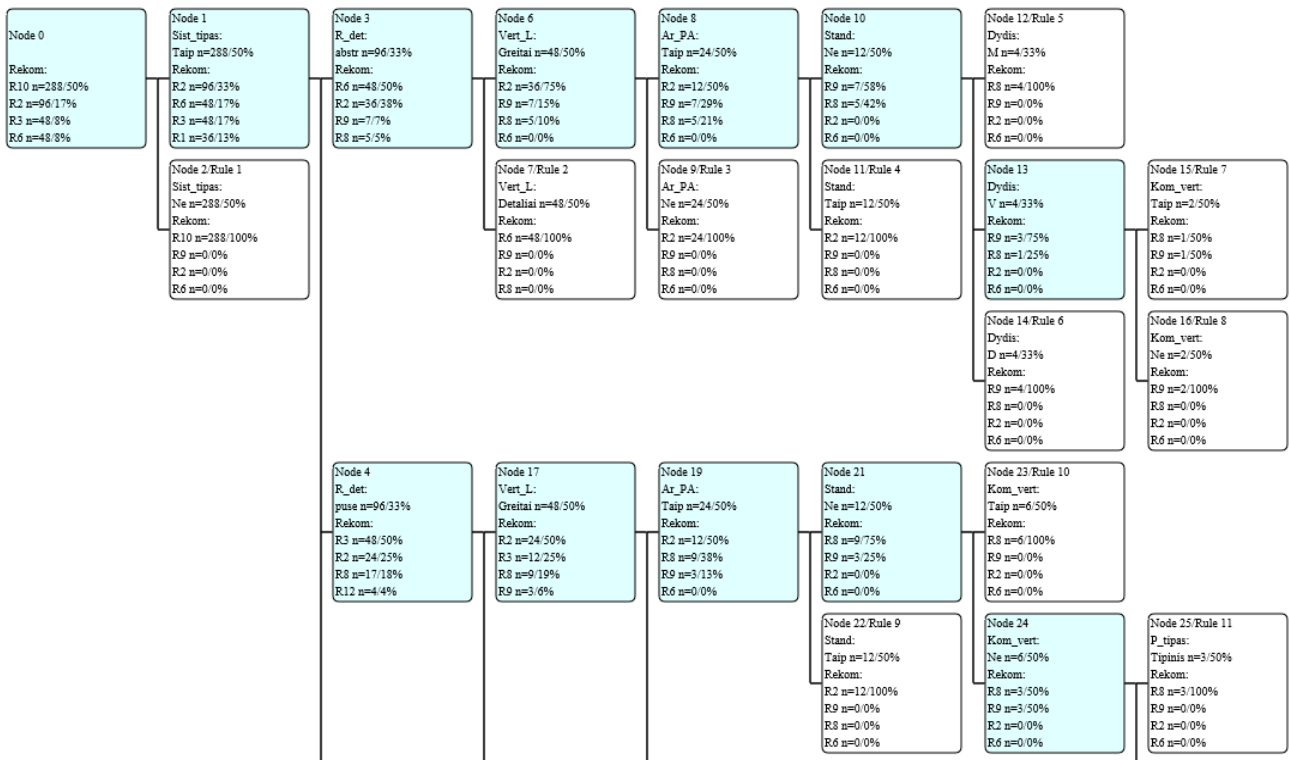 Node 0
Rekom:
R10 n=288/50%
R2 n=96/17%
R3 n=48/8%
R6 n=48/8%
Node 1
Sist_tipas:
Taip n=288/50%
Rekom:
R2 n=96/33%
R6 n=48/17%
R3 n=48/17%
R1 n=36/13%
Node 3
R_det:
abstr n=96/33%
Rekom:
R6 n=48/50%
R2 n=36/38%
R9 n=7/7%
R8 n=5/5%
Node 6
Vert_L:
Greitai n=48/50%
Rekom:
R2 n=36/75%
R9 n=7/15%
R8 n=5/10%
R6 n=0/0%
Node 8
Ar_PA:
Taip n=24/50%
Rekom:
R2 n=12/50%
R9 n=7/29%
R8 n=5/21%
R6 n=0/0%
Node 10
Stand:
Ne n=12/50%
Rekom:
R9 n=7/58%
R8 n=5/42%
R2 n=0/0%
R6 n=0/0%
Node 12/Rule 5
Dydis:
M n=4/33%
Rekom:
R8 n=4/100%
R9 n=0/0%
R2 n=0/0%
R6 n=0/0%
Node 2/Rule 1
Sist_tipas:
Ne n=288/50%
Rekom:
R10 n=288/100%
R9 n=0/0%
R2 n=0/0%
R6 n=0/0%
Node 7/Rule 2
Vert_L:
Detaliai n=48/50%
Rekom:
R6 n=48/100%
R9 n=0/0%
R2 n=0/0%
R8 n=0/0%
Node 9/Rule 3
Ar_PA:
Ne n=24/50%
Rekom:
R2 n=24/100%
R9 n=0/0%
R8 n=0/0%
R6 n=0/0%
Node 11/Rule 4
Stand:
Taip n=12/50%
Rekom:
R2 n=12/100%
R9 n=0/0%
R8 n=0/0%
R6 n=0/0%
Node 13
Dydis:
V n=4/33%
Rekom:
R9 n=3/75%
R8 n=1/25%
R2 n=0/0%
R6 n=0/0%
Node 15/Rule 7
Kom_vert:
Taip n=2/50%
Rekom:
R8 n=1/50%
R9 n=1/50%
R2 n=0/0%
R6 n=0/0%
Node 14/Rule 6
Dydis:
D n=4/33%
Rekom:
R9 n=4/100%
R8 n=0/0%
R2 n=0/0%
R6 n=0/0%
Node 16/Rule 8
Kom_vert:
Ne n=2/50%
Rekom:
R9 n=2/100%
R8 n=0/0%
R2 n=0/0%
R6 n=0/0%
Node 4
R_det:
puse n=96/33%
Rekom:
R3 n=48/50%
R2 n=24/25%
R8 n=17/18%
R12 n=4/4%
Node 17
Vert_L:
Greitai n=48/50%
Rekom:
R2 n=24/50%
R3 n=12/25%
R8 n=9/19%
R9 n=3/6%
Node 19
Ar_PA:
Taip n=24/50%
Rekom:
R2 n=12/50%
R8 n=9/38%
R9 n=3/13%
R6 n=0/0%
Node 21
Stand:
Ne n=12/50%
Rekom:
R8 n=9/75%
R9 n=3/25%
R2 n=0/0%
R6 n=0/0%
Node 23/Rule 10
Kom_vert:
Taip n=6/50%
Rekom:
R8 n=6/100%
R9 n=0/0%
R2 n=0/0%
R6 n=0/0%
Node 22/Rule 9
Stand:
Taip n=12/50%
Rekom:
R2 n=12/100%
R9 n=0/0%
R8 n=0/0%
R6 n=0/0%
Node 24
Kom_vert:
Ne n=6/50%
Rekom:
R8 n=3/50%
R9 n=3/50%
R2 n=0/0%
R6 n=0/0%
Node 25/Rule 11
P_tipas:
Tipinis n=3/50%
Rekom:
R8 n=3/100%
R9 n=0/0%
R2 n=0/0%
R6 n=0/0%